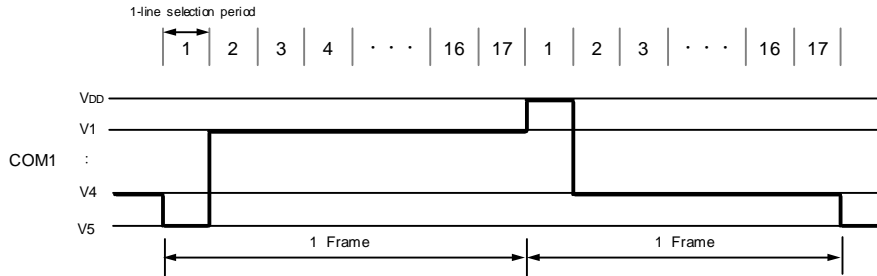 1-line selection period
1 2 3 4 · · · 16 17 1 2 3 · · · 16 17
VDD
V1
COM1 :
V4
V5
1 Frame 1 Frame